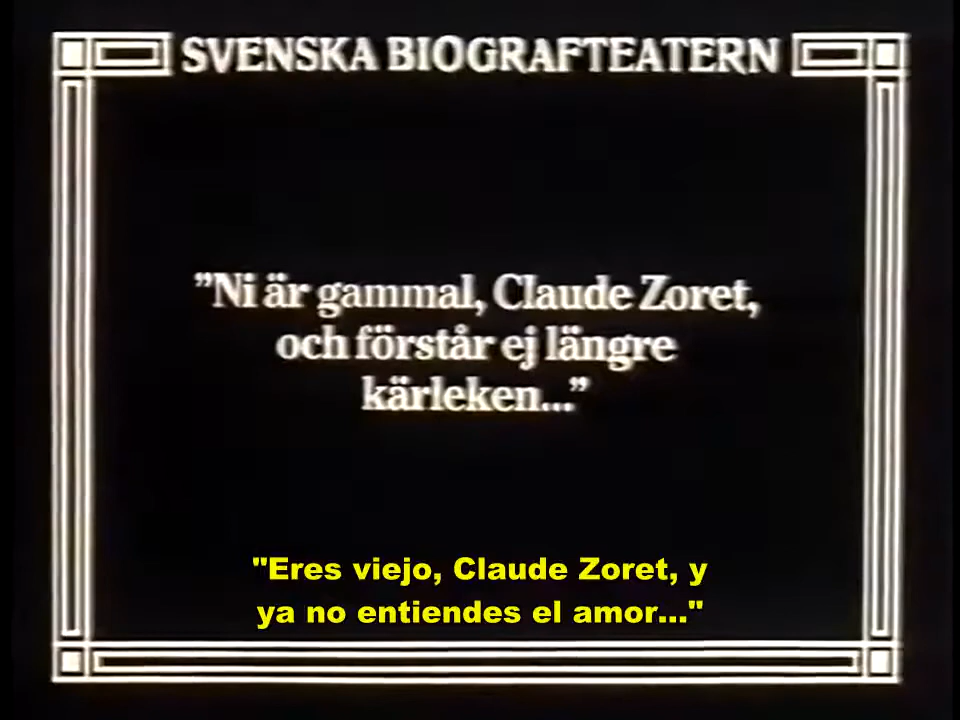 SVENSKA BIOGRAFTEATERN
”Ni är gammal, Claude Zoret,
och förstår ej längre
kärleken...”
"Eres viejo, Claude Zoret, y
ya no entiendes el amor..."